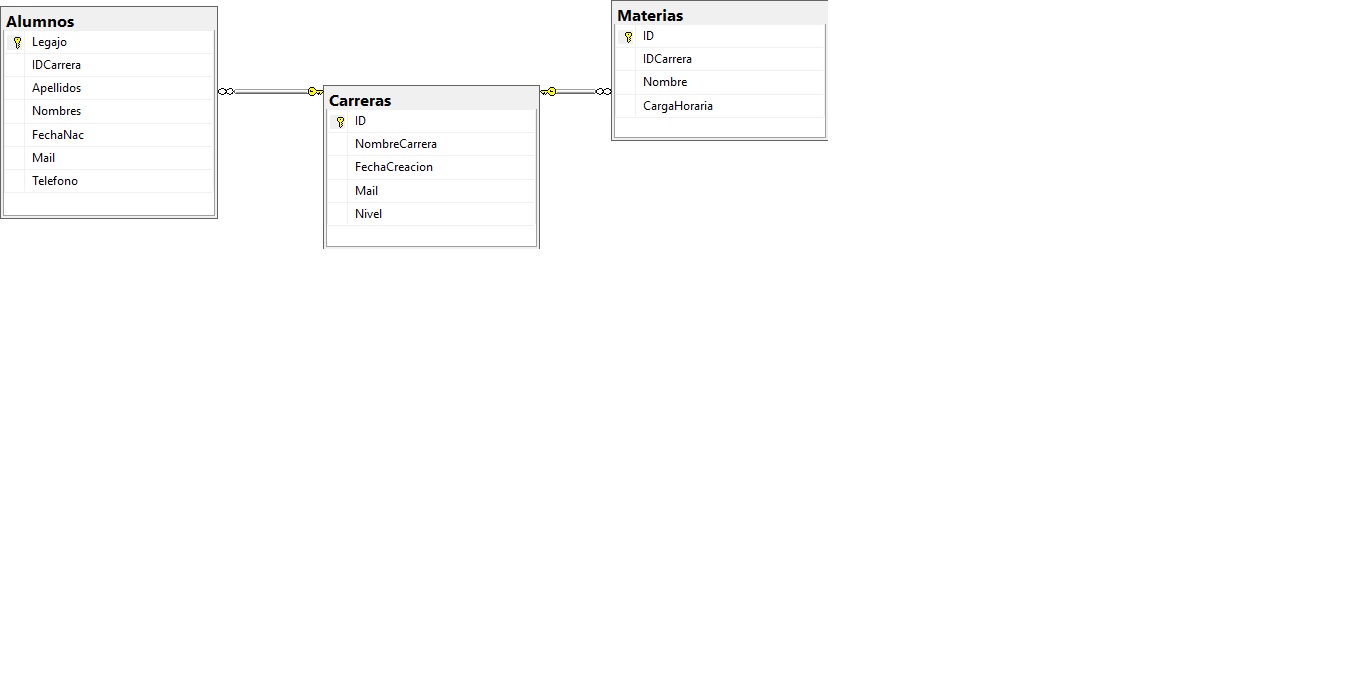 Alumnos
Legajo
IDCarrera
Apellidos
Nombres
FechaNac
Mail
Telefono
Carreras
ID
NombreCarrera
FechaCreacion
Mail
Nivel
Materias
ID
IDCarrera
Nombre
CargaHoraria